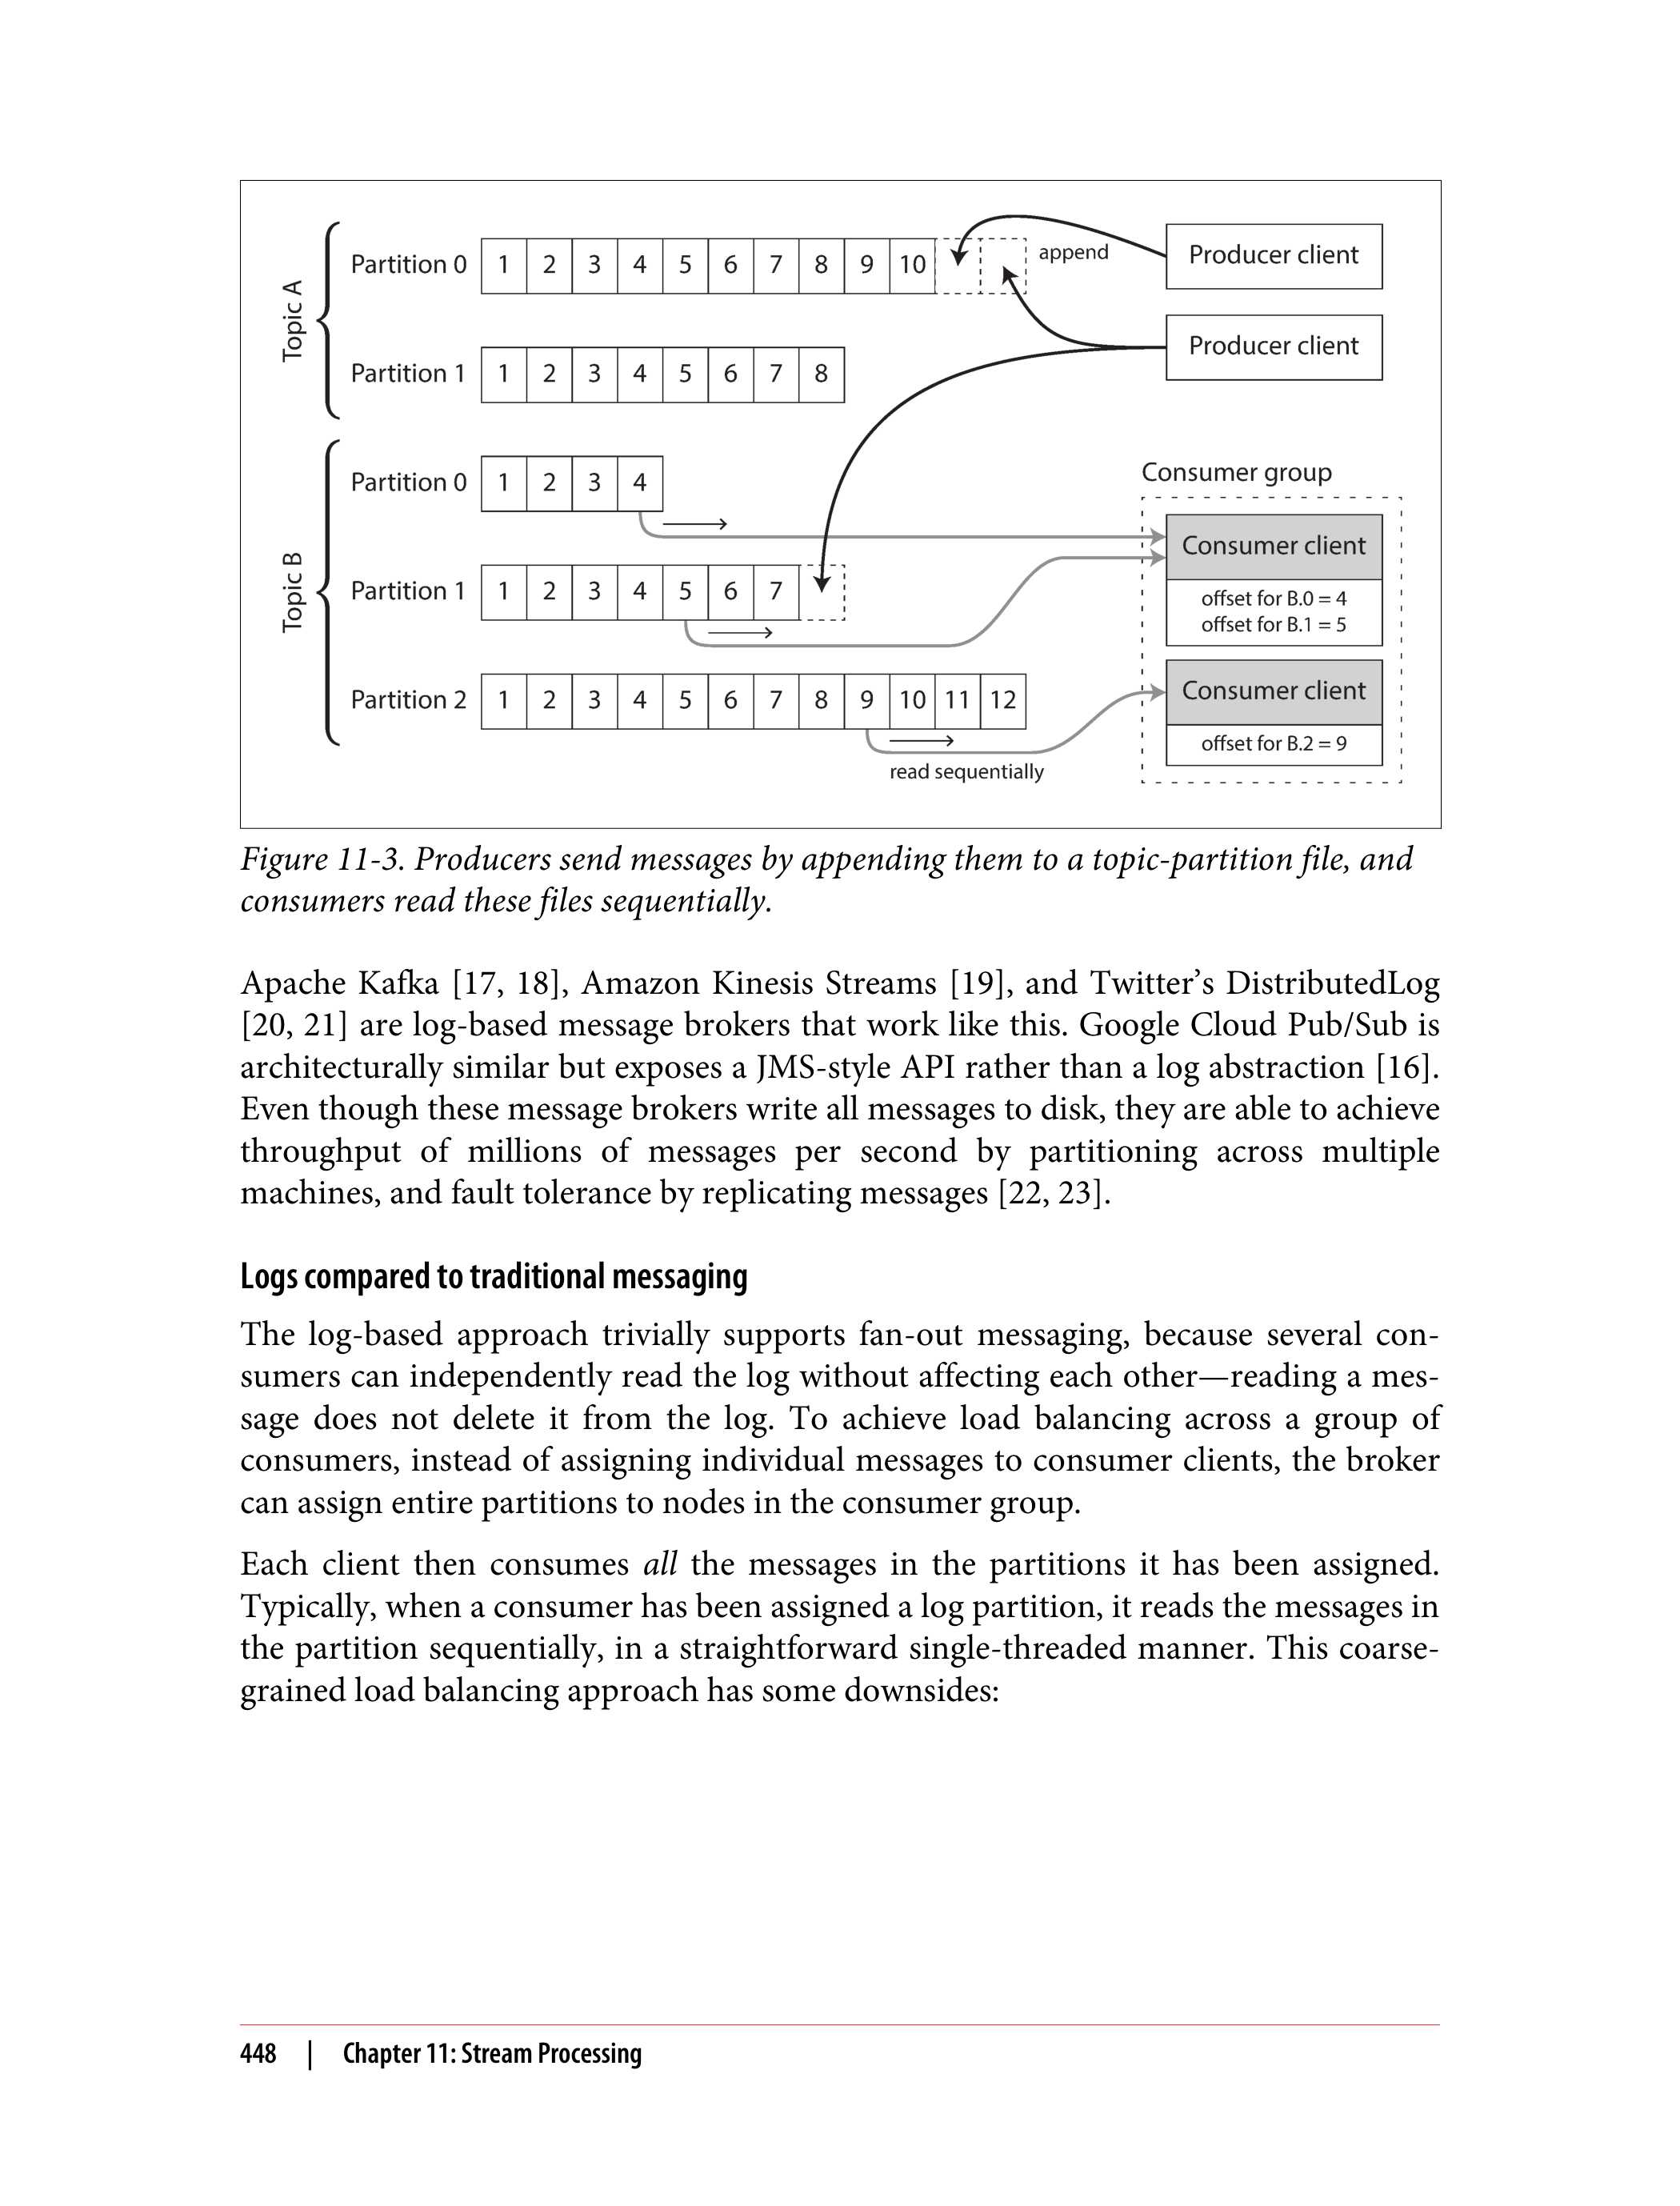 Topic A
Partition 0 1 2 3 4 5 6 7 8 9 10 append
Partition 1 1 2 3 4 5 6 7 8
Producer client
Producer client
Topic B
Partition 0 1 2 3 4
Partition 1 1 2 3 4 5 6 7
Partition 2 1 2 3 4 5 6 7 8 9 10 11 12
read sequentially
Consumer group
Consumer client
offset for B.0 = 4
offset for B.1 = 5
Consumer client
offset for B.2 = 9
Figure 11-3. Producers send messages by appending them to a topic-partition file, and
consumers read these files sequentially.
Apache Kafka [17, 18], Amazon Kinesis Streams [19], and Twitter’s DistributedLog
[20, 21] are log-based message brokers that work like this. Google Cloud Pub/Sub is
architecturally similar but exposes a JMS-style API rather than a log abstraction [16].
Even though these message brokers write all messages to disk, they are able to achieve
throughput of millions of messages per second by partitioning across multiple
machines, and fault tolerance by replicating messages [22, 23].
Logs compared to traditional messaging
The log-based approach trivially supports fan-out messaging, because several con-
sumers can independently read the log without affecting each other—reading a mes-
sage does not delete it from the log. To achieve load balancing across a group of
consumers, instead of assigning individual messages to consumer clients, the broker
can assign entire partitions to nodes in the consumer group.
Each client then consumes all the messages in the partitions it has been assigned.
Typically, when a consumer has been assigned a log partition, it reads the messages in
the partition sequentially, in a straightforward single-threaded manner. This coarse-
grained load balancing approach has some downsides:
448 | Chapter 11: Stream Processing